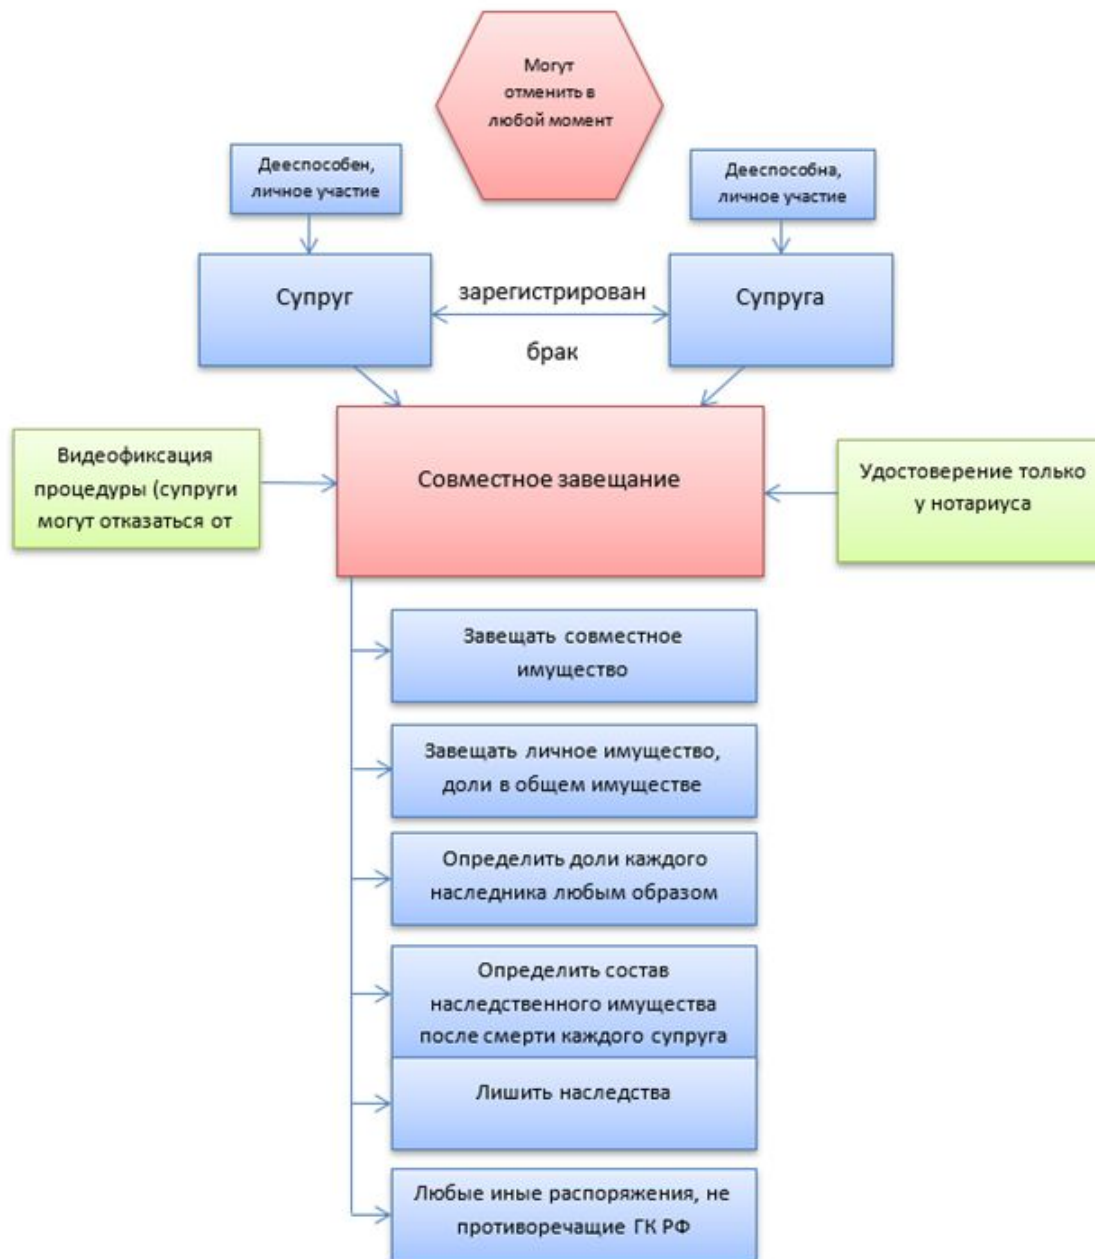 Могут
отменить в
любой момент
Дееспособен,
личное участие
Дееспособна,
личное участие
Супруг
зарегистрирован
Супруга
брак
Видеофиксация
процедуры (супруги
могут отказаться от
Совместное завещание
Удостоверение только
у нотариуса
Завещать совместное
имущество
Завещать личное имущество,
доли в общем имуществе
Определить доли каждого
наследника любым образом
Определить состав
наследственного имущества
после смерти каждого супруга
Лишить наследства
Любые иные распоряжения, не
противоречащие ГК РФ